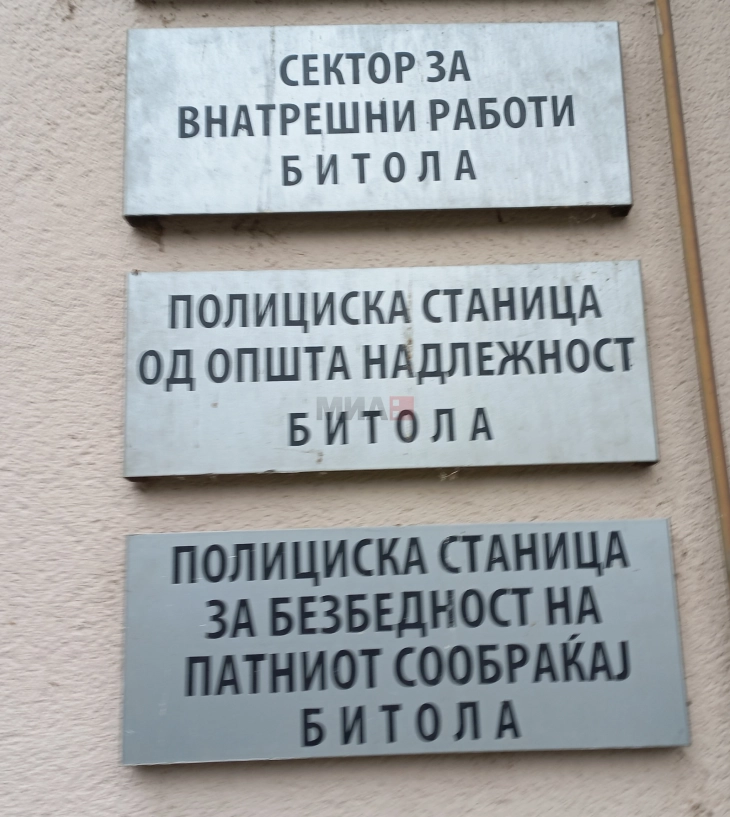 СЕКТОР ЗА
ВНАТРЕШНИ РАБОТИ
БИТОЛА
ПОЛИЦИСКА СТАНИЦА
ОД ОПШТА НАДЛЕЖНОСТ
МИА
БИТОЛА
ПОЛИЦИСКА СТАНИЦА
ЗА БЕЗБЕДНОСТ НА
ПАТНИОТ СООБРАЌАЈ
БИТОЛА